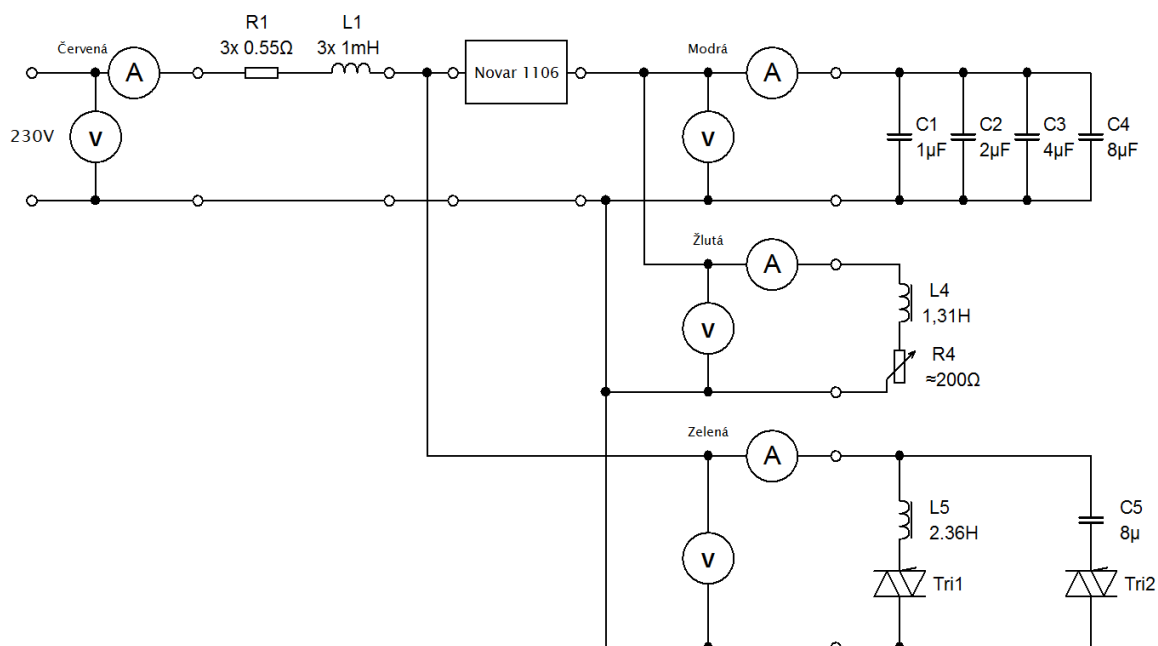 Červená
A
R1
3x 0.55Ω
L1
3x 1mH
Novar 1106
Modrá
A
230V
V
V
C1
1µF
C2
2µF
C3
4µF
C4
8µF
Žlutá
A
V
L4
1,31H
R4
≈200Ω
Zelená
A
V
L5
2.36H
C5
8µ
Tri1
Tri2